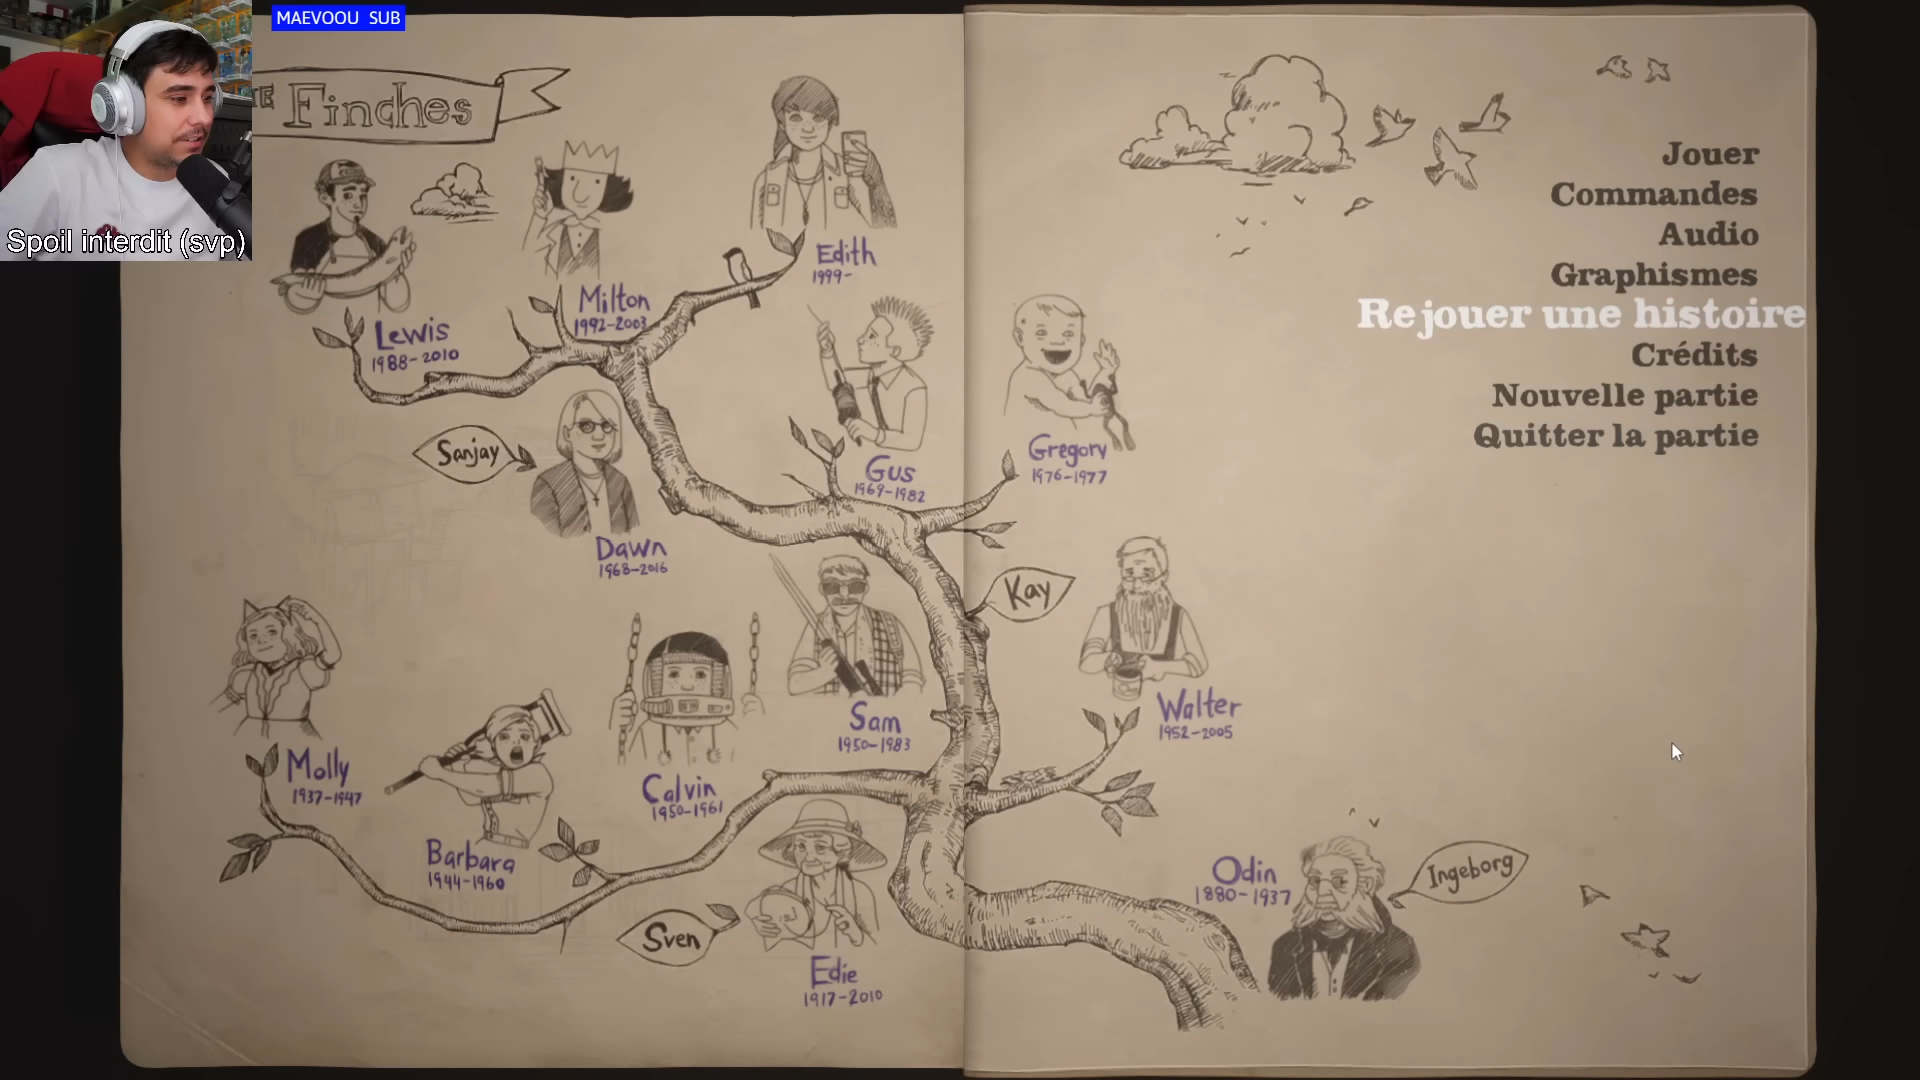 MAEVOOU SUB
Finches
Spoil interdit (svp)
Edith
1999-
Milton
1992-2003
Lewis
1988-2010
Sanjay
Dawn
1968-2016
Gus
1969-1982
Gregory
1976-1977
Kay
Walter
1952-2005
Sam
1950-1983
Calvin
1950-1961
Molly
1937-1947
Barbara
1944-1960
Sven
Edie
1917-2010
Odin
1880-1937
Ingeborg
Jouer
Commandes
Audio
Graphismes
Rejouer une histoire
Crédits
Nouvelle partie
Quitter la partie